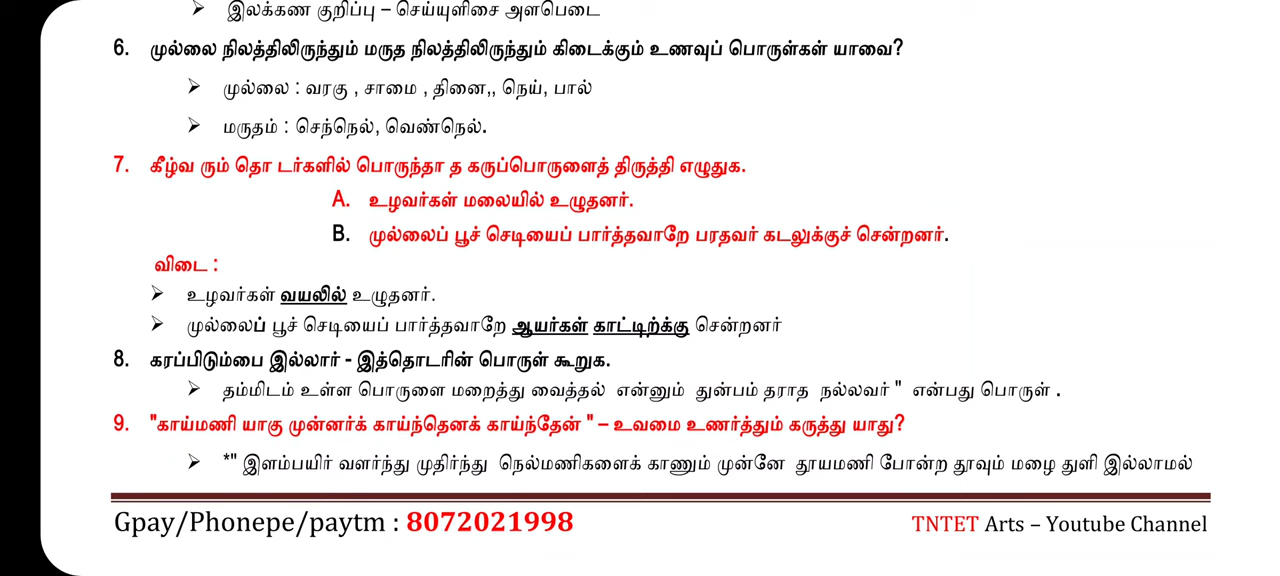 ➢ இலக்கண குறிப்பு – செய்யுளிசை அளபெடை
6. முல்லை நிலத்திலிருந்தும் மருத நிலத்திலிருந்தும் கிடைக்கும் உணவுப் பொருள்கள் யாவை?
➢ முல்லை : வரகு , சாமை , தினை,, நெய், பால்
➢ மருதம் : செந்நெல், வெண்நெல்.
7. கீழ்வ ரும் தொ டர்களில் பொருந்தா த கருப்பொருளைத் திருத்தி எழுதுக.
A. உழவர்கள் மலையில் உழுதனர்.
B. முல்லைப் பூச் செடியைப் பார்த்தவாறே பரதவர் கடலுக்குச் சென்றனர்.
விடை :
➢ உழவர்கள் வயலில் உழுதனர்.
➢ முல்லைப் பூச் செடியைப் பார்த்தவாறே ஆயர்கள் காட்டிற்க்கு சென்றனர்
8. கரப்பிடும்பை இல்லார் - இத்தொடரின் பொருள் கூறுக.
➢ தம்மிடம் உள்ள பொருளை மறைத்து வைத்தல் என்னும் துன்பம் தராத நல்லவர் " என்பது பொருள் .
9. "காய்மணி யாகு முன்னர்க் காய்ந்தெனக் காய்ந்தேன் " – உவமை உணர்த்தும் கருத்து யாது?
➢ *" இளம்பயிர் வளர்ந்து முதிர்ந்து நெல்மணிகளைக் காணும் முன்னே தூயமணி போன்ற தூவும் மழை துளி இல்லாமல்
Gpay/Phonepe/paytm : 8072021998
TNTET Arts – Youtube Channel